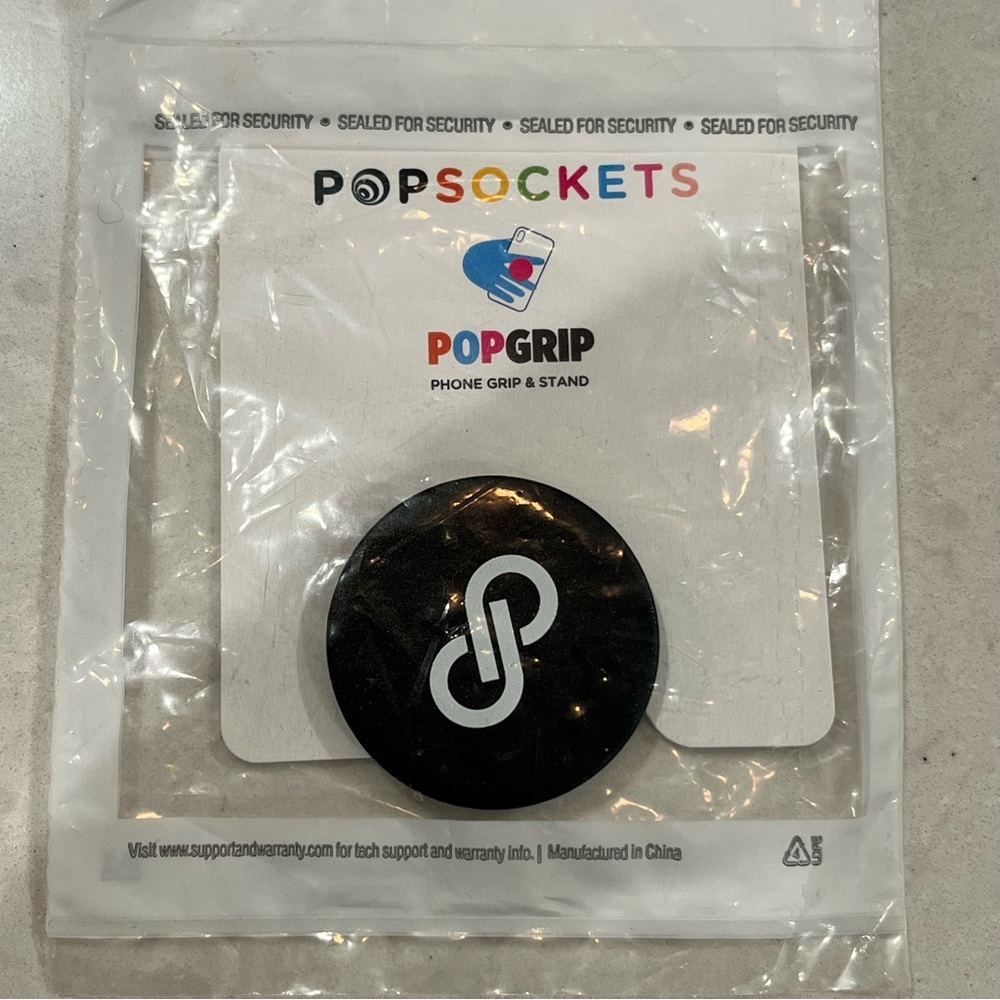 SEALED FOR SECURITY • SEALED FOR SECURITY • SEALED FOR SECURITY • SEALED FOR SECURITY
POPSOCKETS
POPGRIP
PHONE GRIP & STAND
Visit www.supportandwarranty.com for tech support and warranty info. | Manufactured in China
4